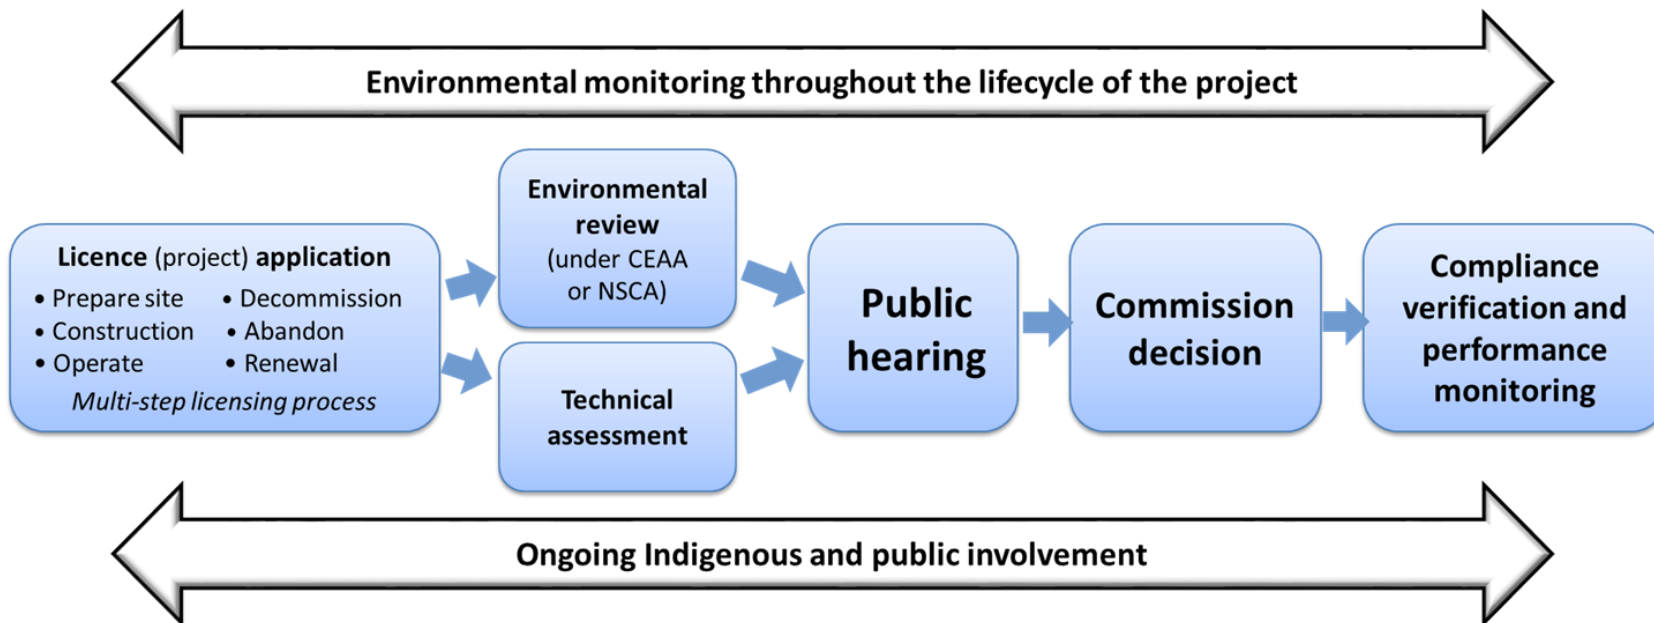 Environmental monitoring throughout the lifecycle of the project
Licence (project) application
• Prepare site
• Decommission
• Construction
• Abandon
• Operate
• Renewal
Multi-step licensing process
Environmental
review
(under CEAA
or NSCA)
Technical
assessment
Public
hearing
Commission
decision
Compliance
verification and
performance
monitoring
Ongoing Indigenous and public involvement